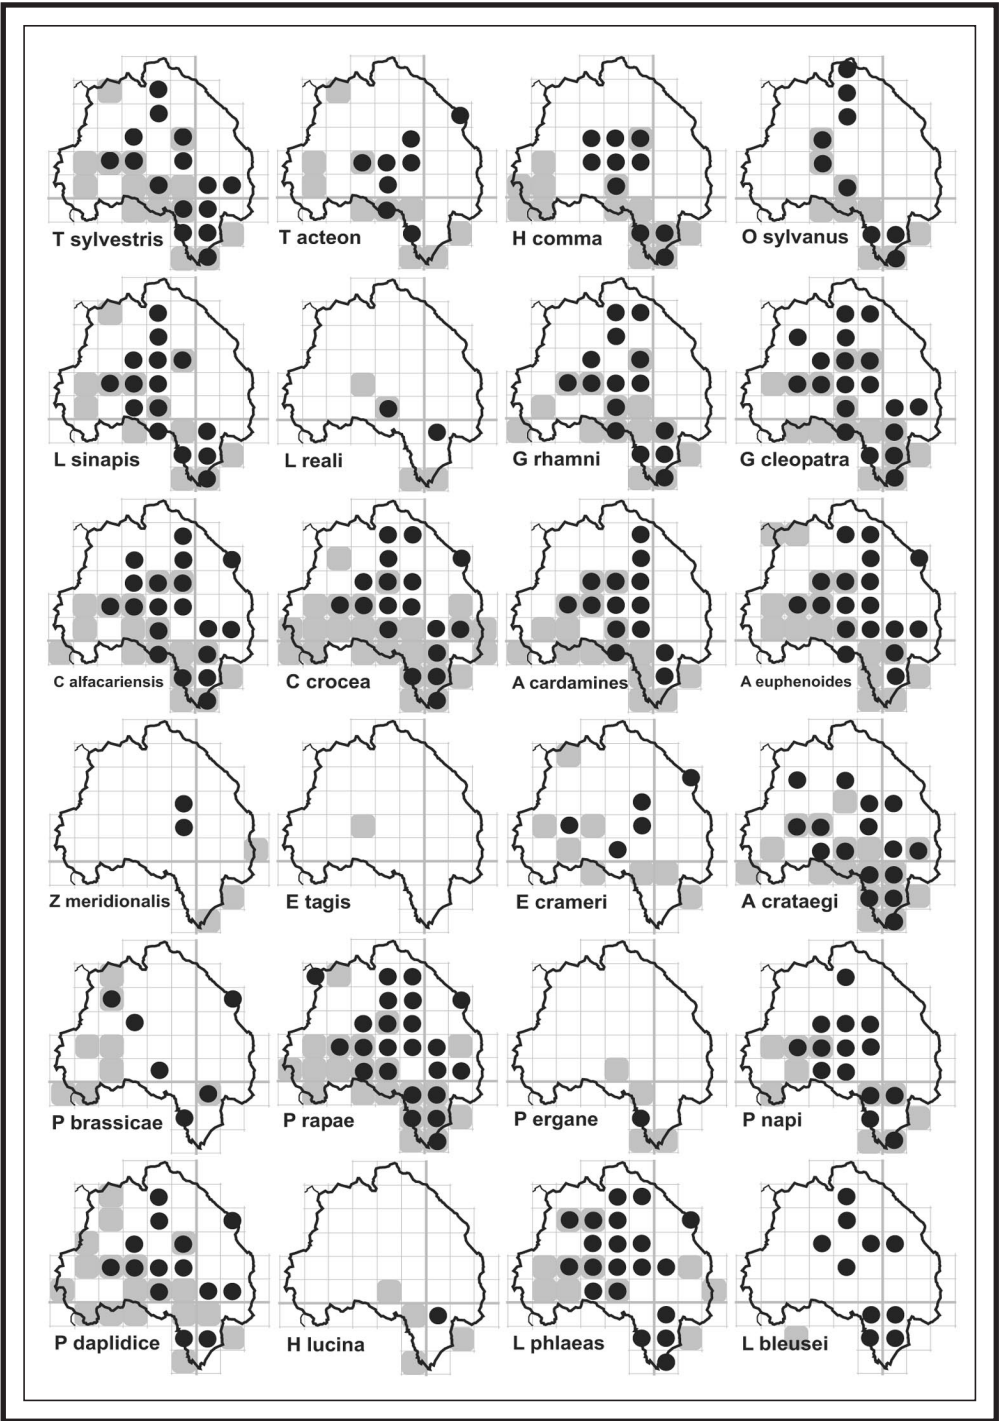 T sylvestris
T acteon
H comma
O sylvanus
L sinapis
L reali
G rhamni
G cleopatra
C alfacariensis
C crocea
A cardamines
A euphenoides
Z meridionalis
E tagis
E crameri
A crataegi
P brassicae
P rapae
P ergane
P napi
P daplidice
H lucina
L phlaeas
L bleusei